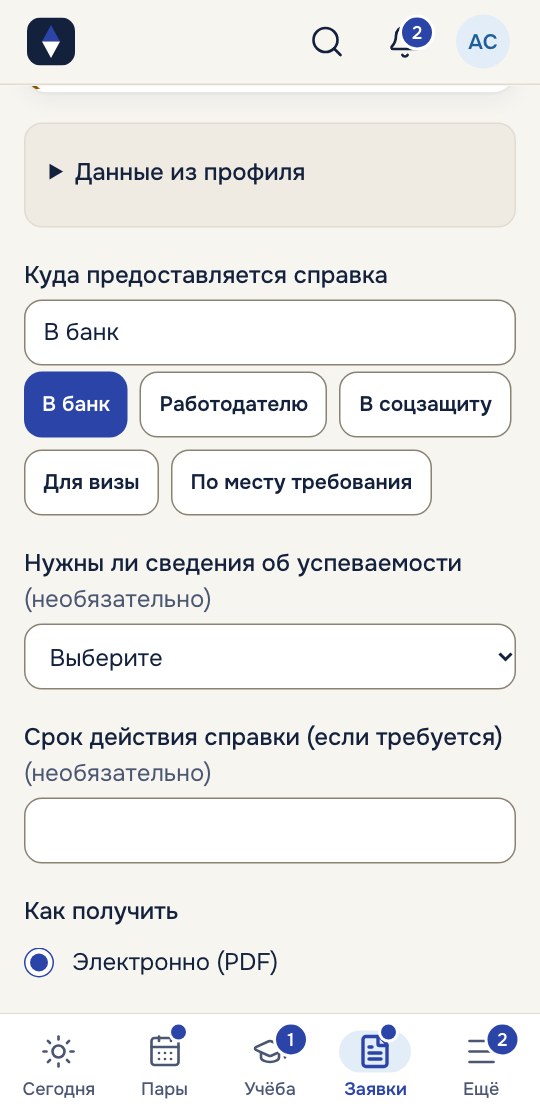 2
АС
Данные из профиля
Куда предоставляется справка
В банк
В банк
Работодателю
В соцзащиту
Для визы
По месту требования
Нужны ли сведения об успеваемости
(необязательно)
Выберите
Срок действия справки (если требуется)
(необязательно)
Как получить
Электронно (PDF)
1
2
Сегодня
Пары
Учёба
Заявки
Ещё